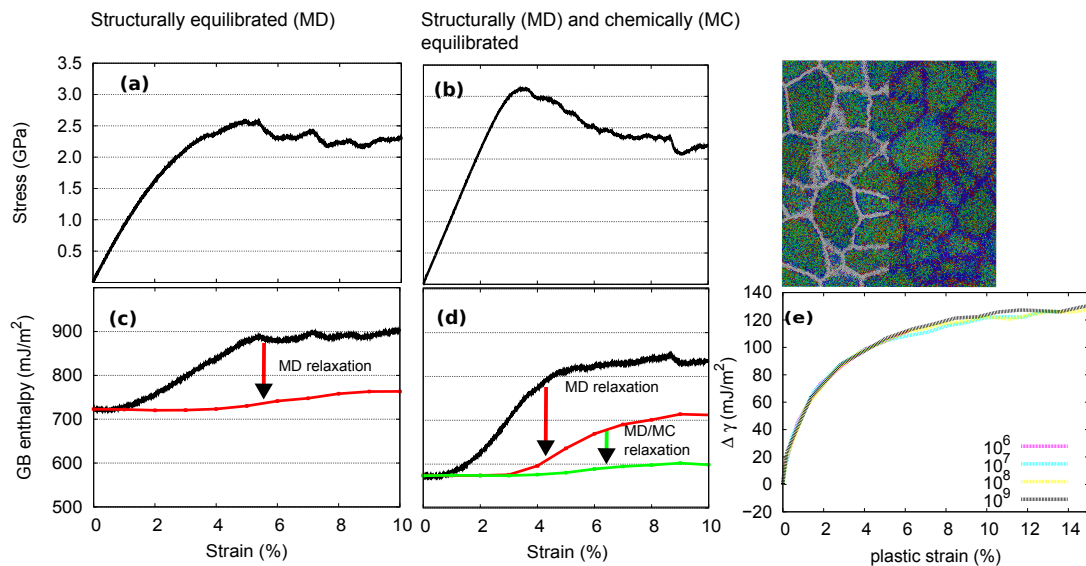 Structurally equilibrated (MD)
Structurally (MD) and chemically (MC)
equilibrated
3.5
3.0
2.5
2.0
1.5
1.0
0.5
Stress (GPa)
(a)
(b)
900
800
700
600
500
GB enthalpy (mJ/m²)
(c)
MD relaxation
0 2 4 6 8 10
Strain (%)
(d)
MD relaxation
MD/MC
relaxation
0 2 4 6 8 10
Strain (%)
140
120
100
80
60
40
20
0
−20
Δ γ (mJ/m²)
(e)
10⁶
10⁷
10⁸
10⁹
0 2 4 6 8 10 12 14
plastic strain (%)